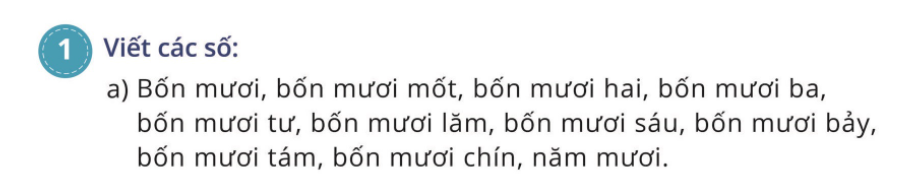 1 Viết các số:
a) Bốn mươi, bốn mươi mốt, bốn mươi hai, bốn mươi ba,
bốn mươi tư, bốn mươi lăm, bốn mươi sáu, bốn mươi bảy,
bốn mươi tám, bốn mươi chín, năm mươi.